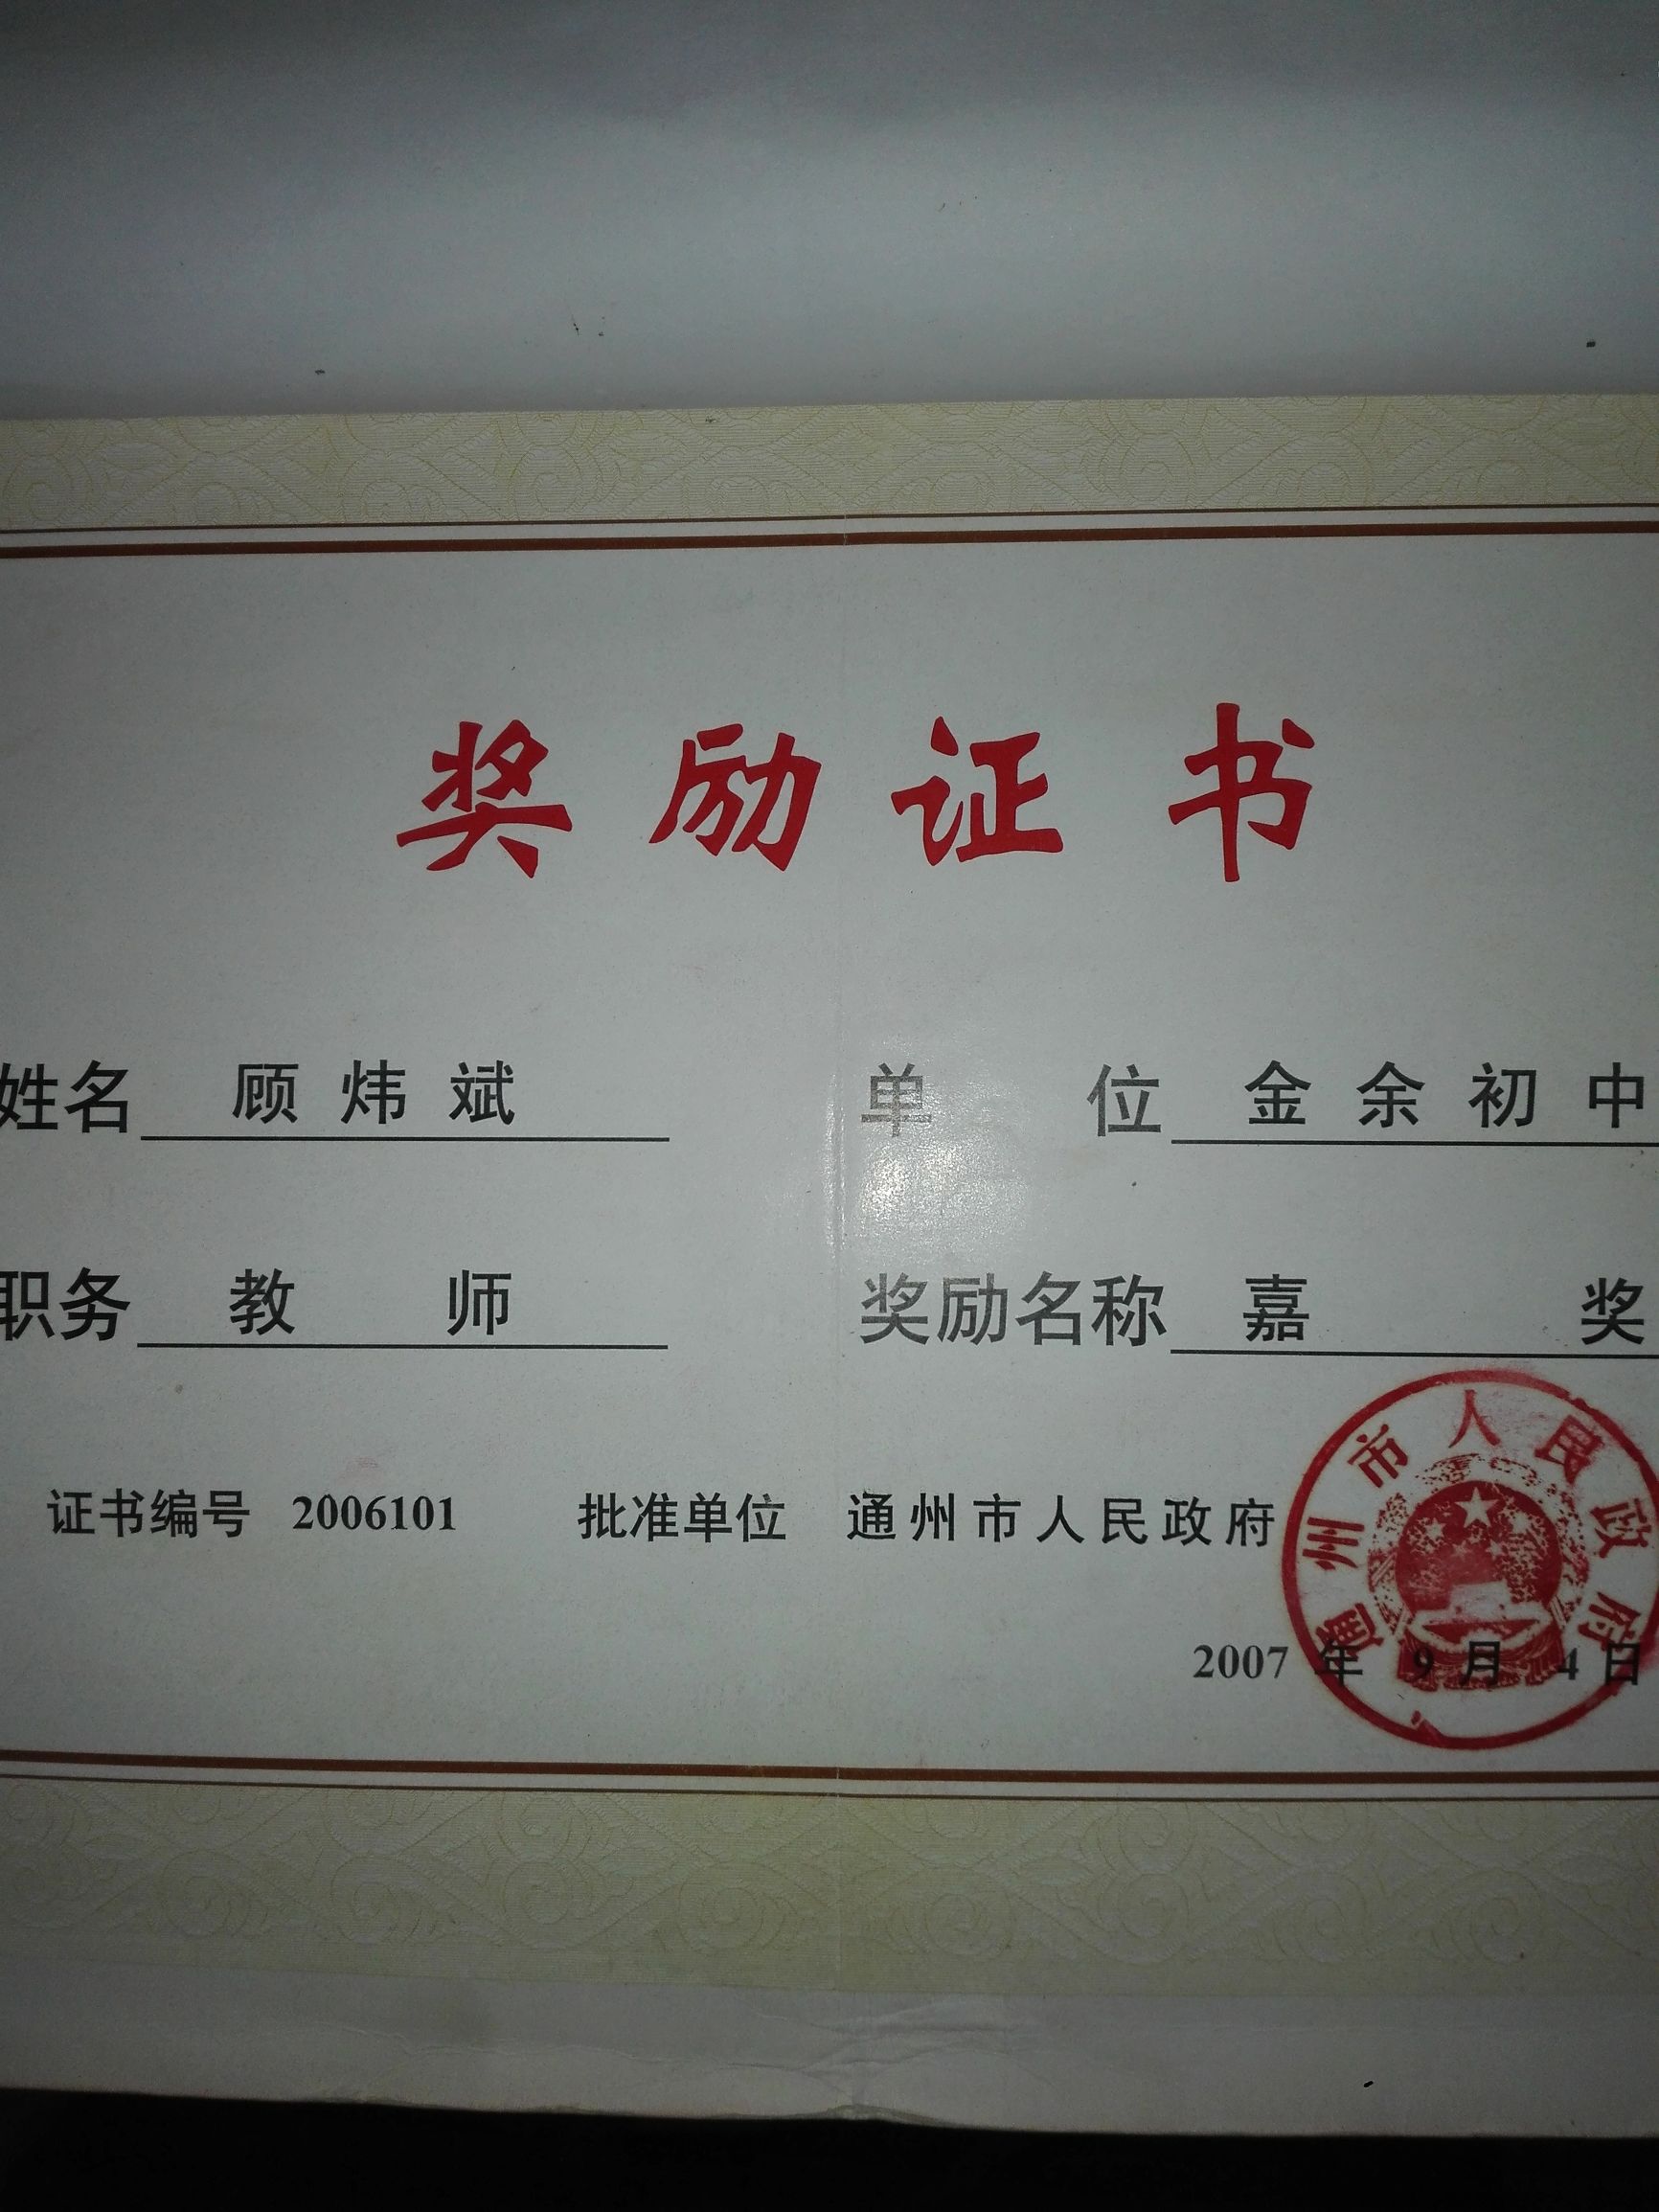 奖励证书
姓名 顾炜斌 单位 金余初中
职务 教师 奖励名称 嘉奖
证书编号 2006101 批准单位 通州市人民政府
通州市人民政府
2007 年 9 月 4 日